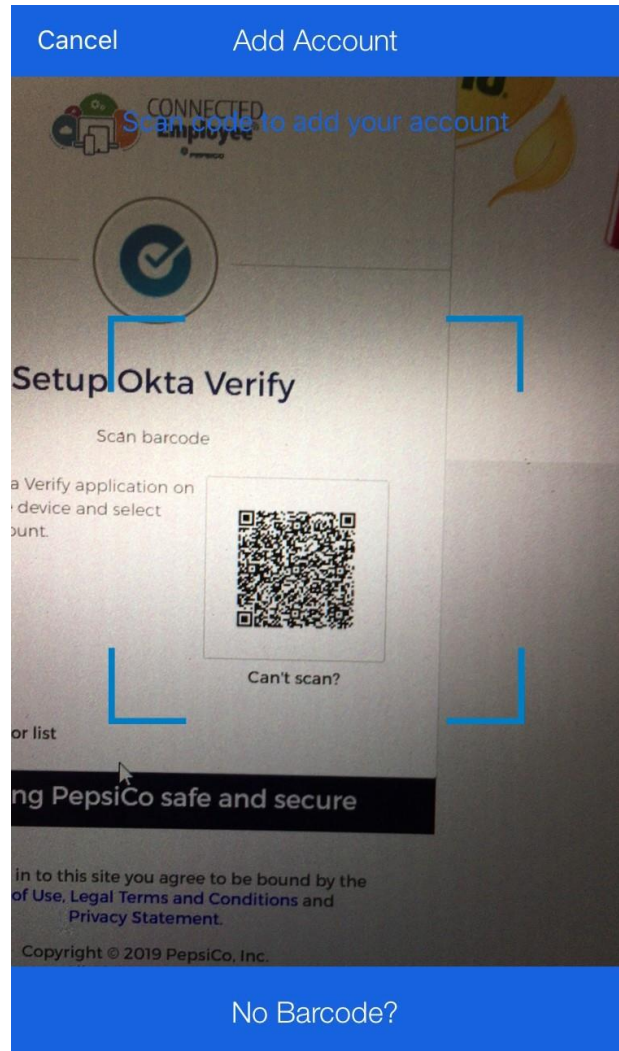 Cancel
Add Account
10.
CONNECTED
Scan code to add your account
Employee
PEPSICO
Setup Okta Verify
Scan barcode
a Verify application on
device and select
ount.
Can't scan?
or list
ng PepsiCo safe and secure
in to this site you agree to be bound by the
of Use, Legal Terms and Conditions and
Privacy Statement.
Copyright © 2019 PepsiCo, Inc.
No Barcode?